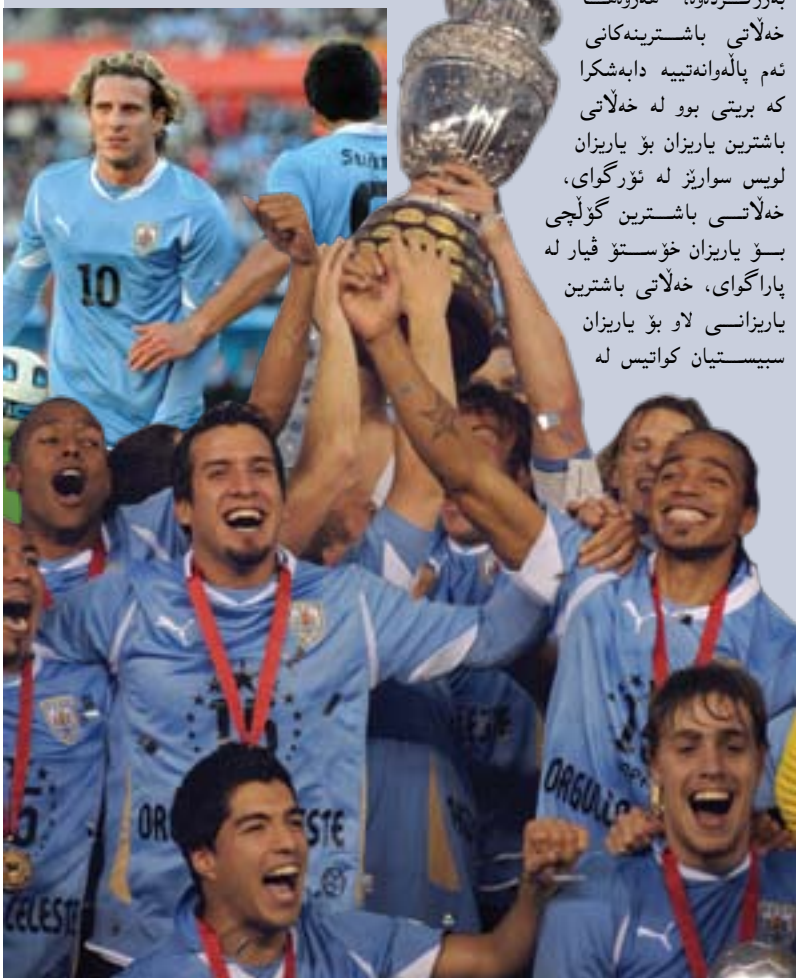 خەڵاتی باشترینەکانی
ئەم پاڵەوانەتییە دابەشکرا
کە بریتی بوو لە خەڵاتی
باشترین یاریزان بۆ یاریزان
لویس سواریز لە ئۆرگوای،
خەڵاتی باشترین گۆڵچی
بۆ یاریزان خۆستۆ ڤیار لە
پاراگوای، خەڵاتی باشترین
یاریزانی لاو بۆ یاریزان
سبیستیان کواتیس لە
10
15
ORGULLO
CELESTE